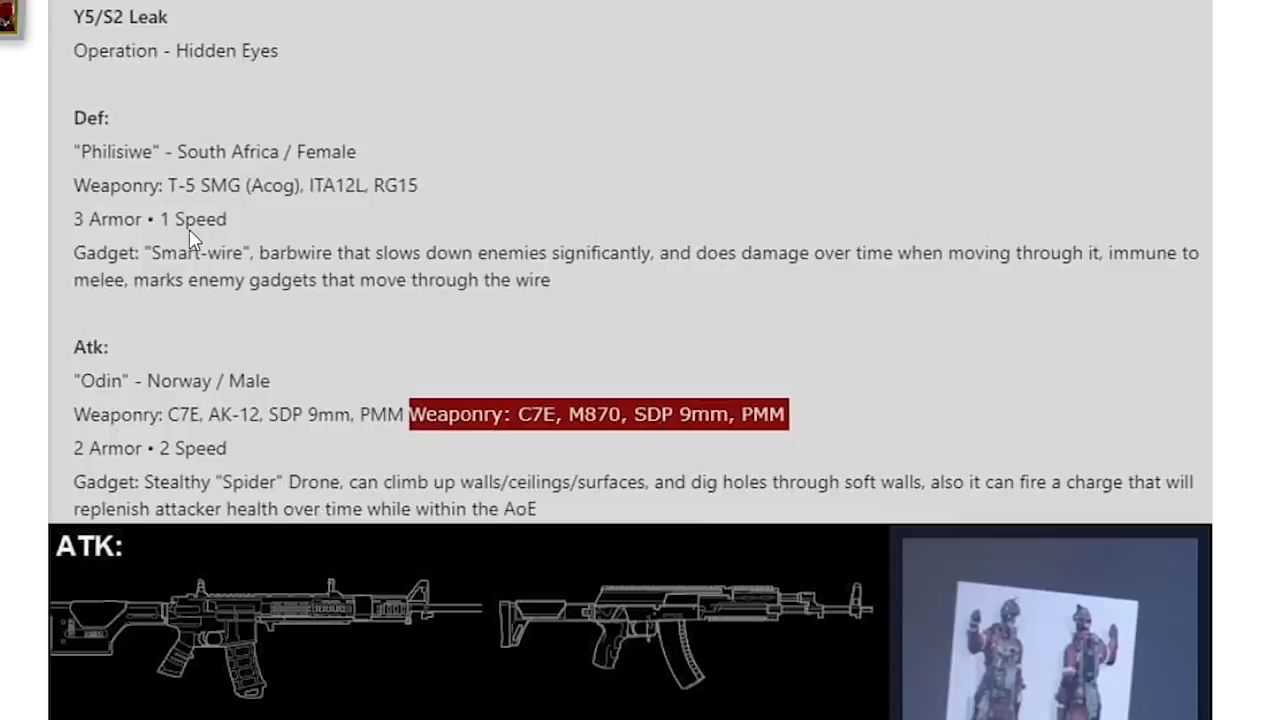 Y5/S2 Leak
Operation - Hidden Eyes
Def:
"Philisiwe" - South Africa / Female
Weaponry: T-5 SMG (Acog), ITA12L, RG15
3 Armor • 1 Speed
Gadget: "Smart-wire", barbwire that slows down enemies significantly, and does damage over time when moving through it, immune to
melee, marks enemy gadgets that move through the wire
Atk:
"Odin" - Norway / Male
Weaponry: C7E, AK-12, SDP 9mm, PMM Weaponry: C7E, M870, SDP 9mm, PMM
2 Armor • 2 Speed
Gadget: Stealthy "Spider" Drone, can climb up walls/ceilings/surfaces, and dig holes through soft walls, also it can fire a charge that will
replenish attacker health over time while within the AoE
ATK: